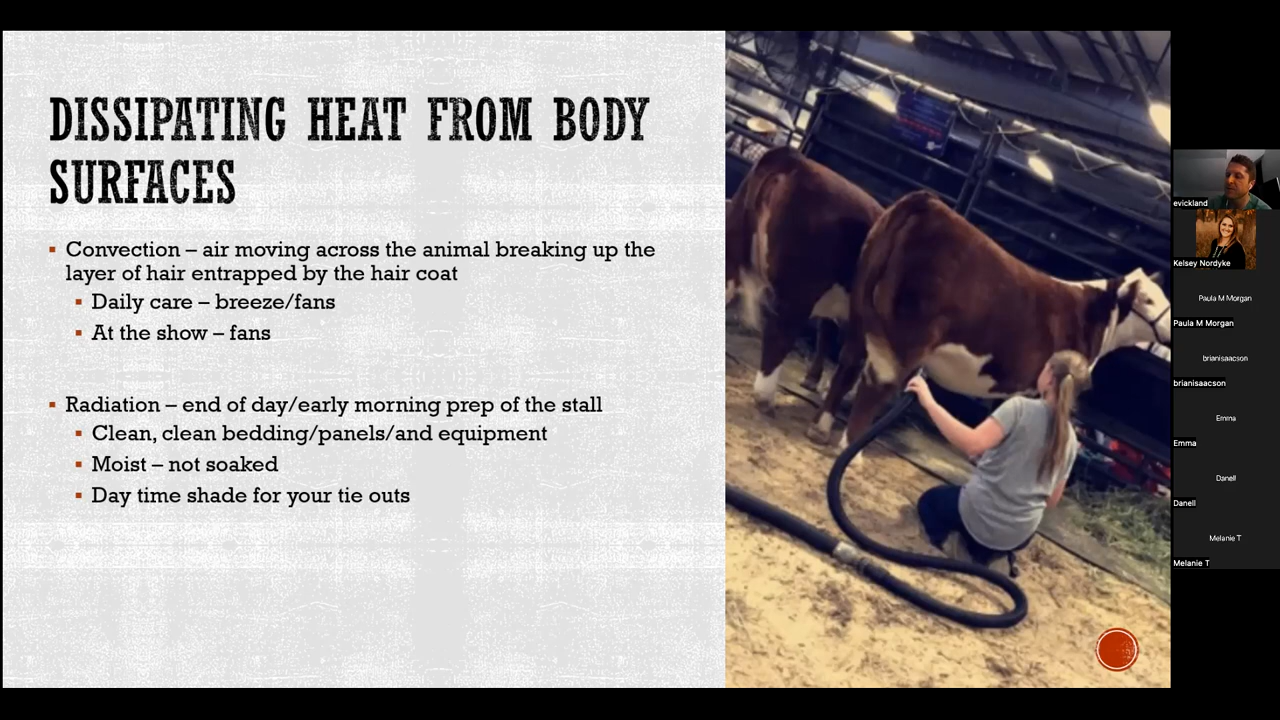 DISSIPATING HEAT FROM BODY
SURFACES
Convection – air moving across the animal breaking up the
layer of hair entrapped by the hair coat
Daily care – breeze/fans
At the show – fans
Radiation – end of day/early morning prep of the stall
Clean, clean bedding/panels/and equipment
Moist – not soaked
Day time shade for your tie outs
evickland
Kelsey Nordyke
Paula M Morgan
Paula M Morgan
brianisaacson
brianisaacson
Emma
Emma
Danell
Danell
Melanie T
Melanie T